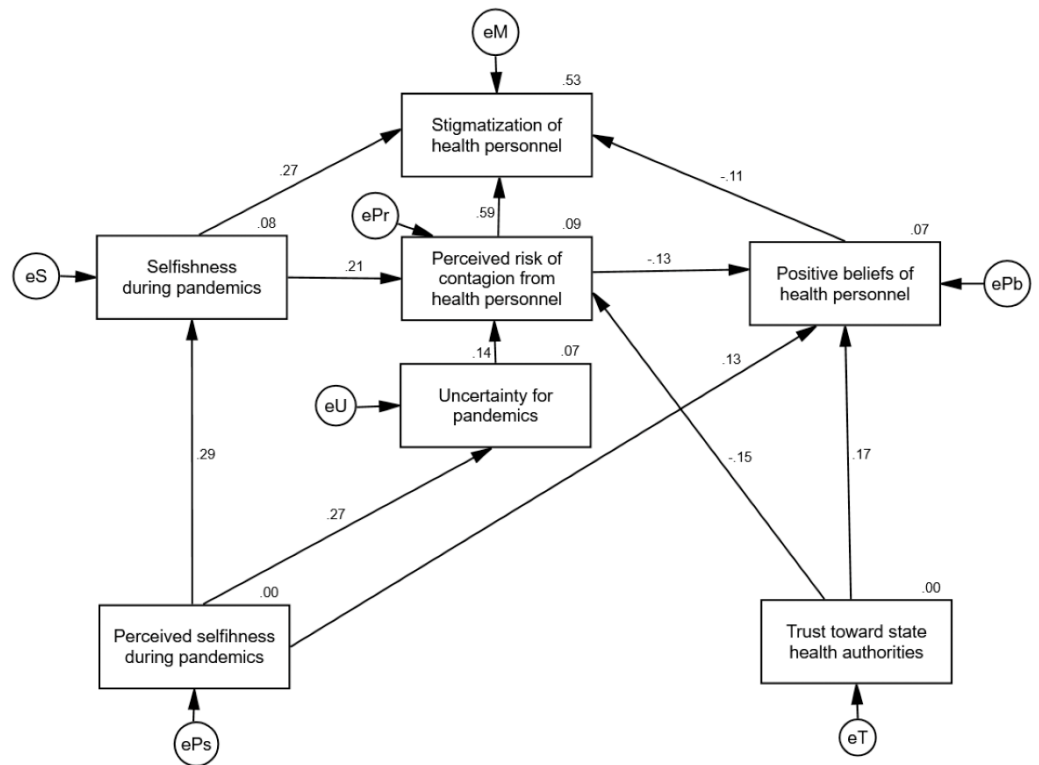 eM
.53
Stigmatization of
health personnel
.27
-.11
ePr
.59
.08
.09
.07
eS
Selfishness
during pandemics
.21
Perceived risk of
contagion from
health personnel
-.13
Positive beliefs of
health personnel
ePb
.14
.07
.13
eU
Uncertainty for
pandemics
.29
-.15
.17
.27
.00
.00
Perceived selfihness
during pandemics
Trust toward state
health authorities
ePs
eT